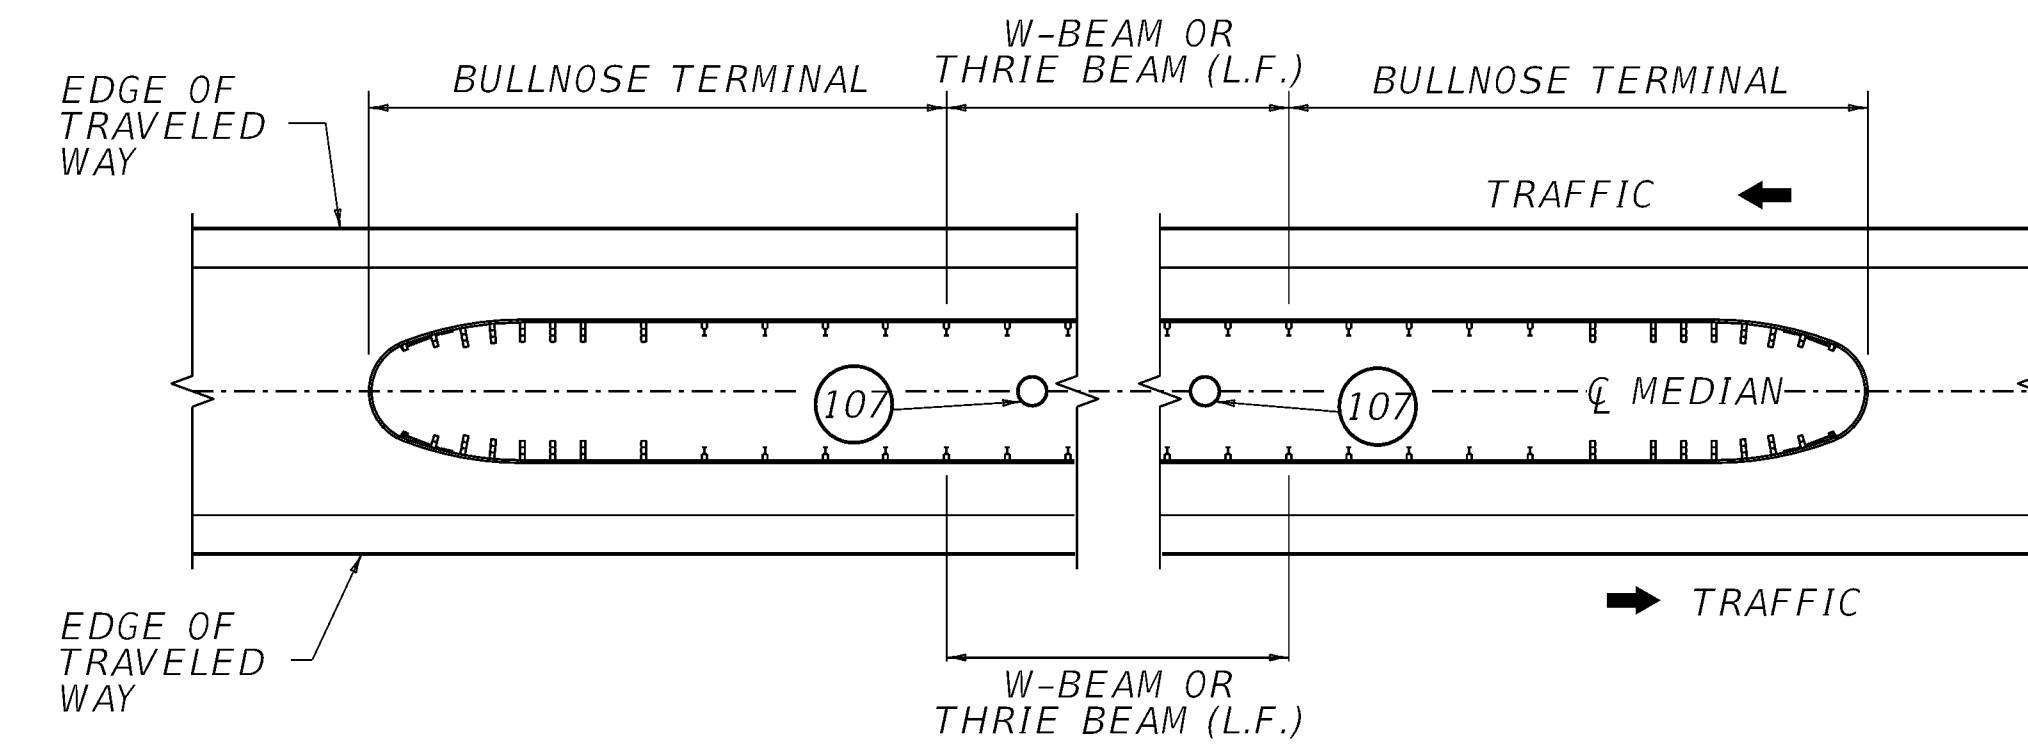 W-BEAM OR
THRIE BEAM (L.F.)
EDGE OF
TRAVELED
WAY
BULLNOSE TERMINAL
BULLNOSE TERMINAL
TRAFFIC
107
107
℄ MEDIAN
TRAFFIC
EDGE OF
TRAVELED
WAY
W-BEAM OR
THRIE BEAM (L.F.)